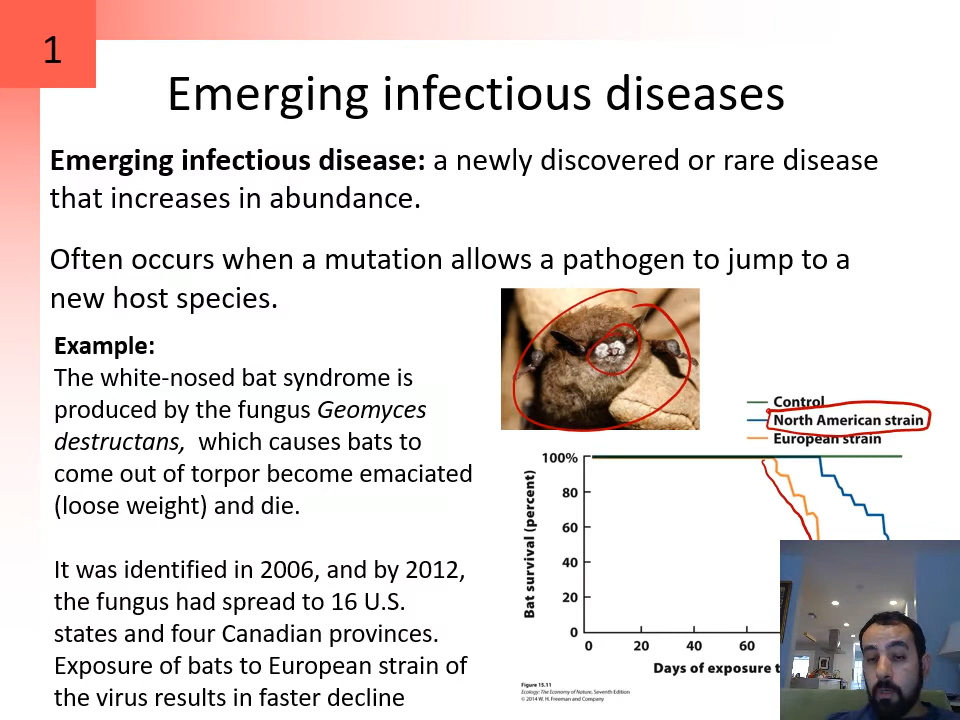 1
Emerging infectious diseases
Emerging infectious disease: a newly discovered or rare disease
that increases in abundance.
Often occurs when a mutation allows a pathogen to jump to a
new host species.
Example:
The white-nosed bat syndrome is
produced by the fungus Geomyces
destructans,  which causes bats to
come out of torpor become emaciated
(loose weight) and die.
It was identified in 2006, and by 2012,
the fungus had spread to 16 U.S.
states and four Canadian provinces.
Exposure of bats to European strain of
the virus results in faster decline
Control
North American strain
European strain
100%
80
60
40
20
0
Bat survival (percent)
0 20 40 60
Days of exposure t
Figure 15.11
Ecology: The Economy of Nature, Seventh Edition
© 2014 W. H. Freeman and Company